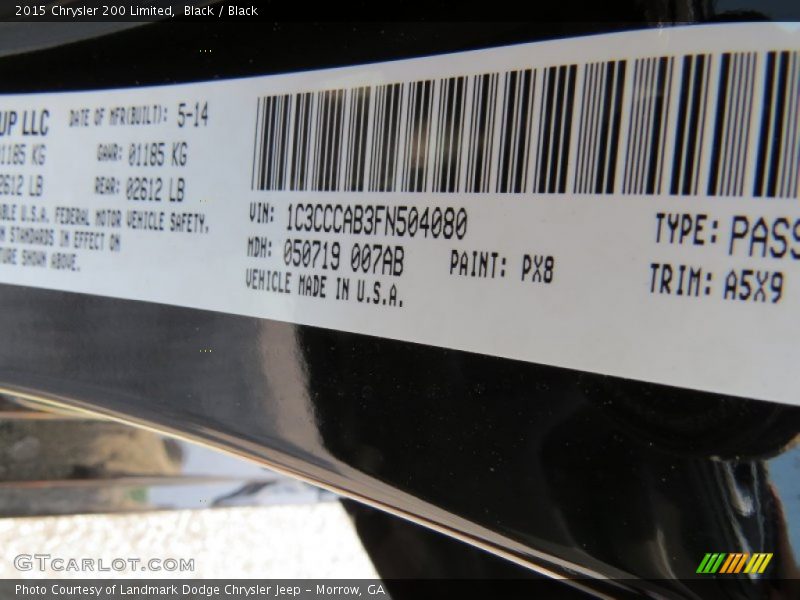 2015 Chrysler 200 Limited, Black / Black
UP LLC
DATE OF MFR(BUILT): 5-14
01185 KG
GAWR: 01185 KG
02612 LB
REAR: 02612 LB
BLE U.S.A. FEDERAL MOTOR VEHICLE SAFETY,
STANDARDS IN EFFECT ON
TURE SHOWN ABOVE.
VIN: 1C3CCCAB3FN504080
TYPE: PASS
MDH: 050719 007AB
PAINT: PX8
TRIM: A5X9
VEHICLE MADE IN U.S.A.
GTCARLOT.COM
Photo Courtesy of Landmark Dodge Chrysler Jeep – Morrow, GA